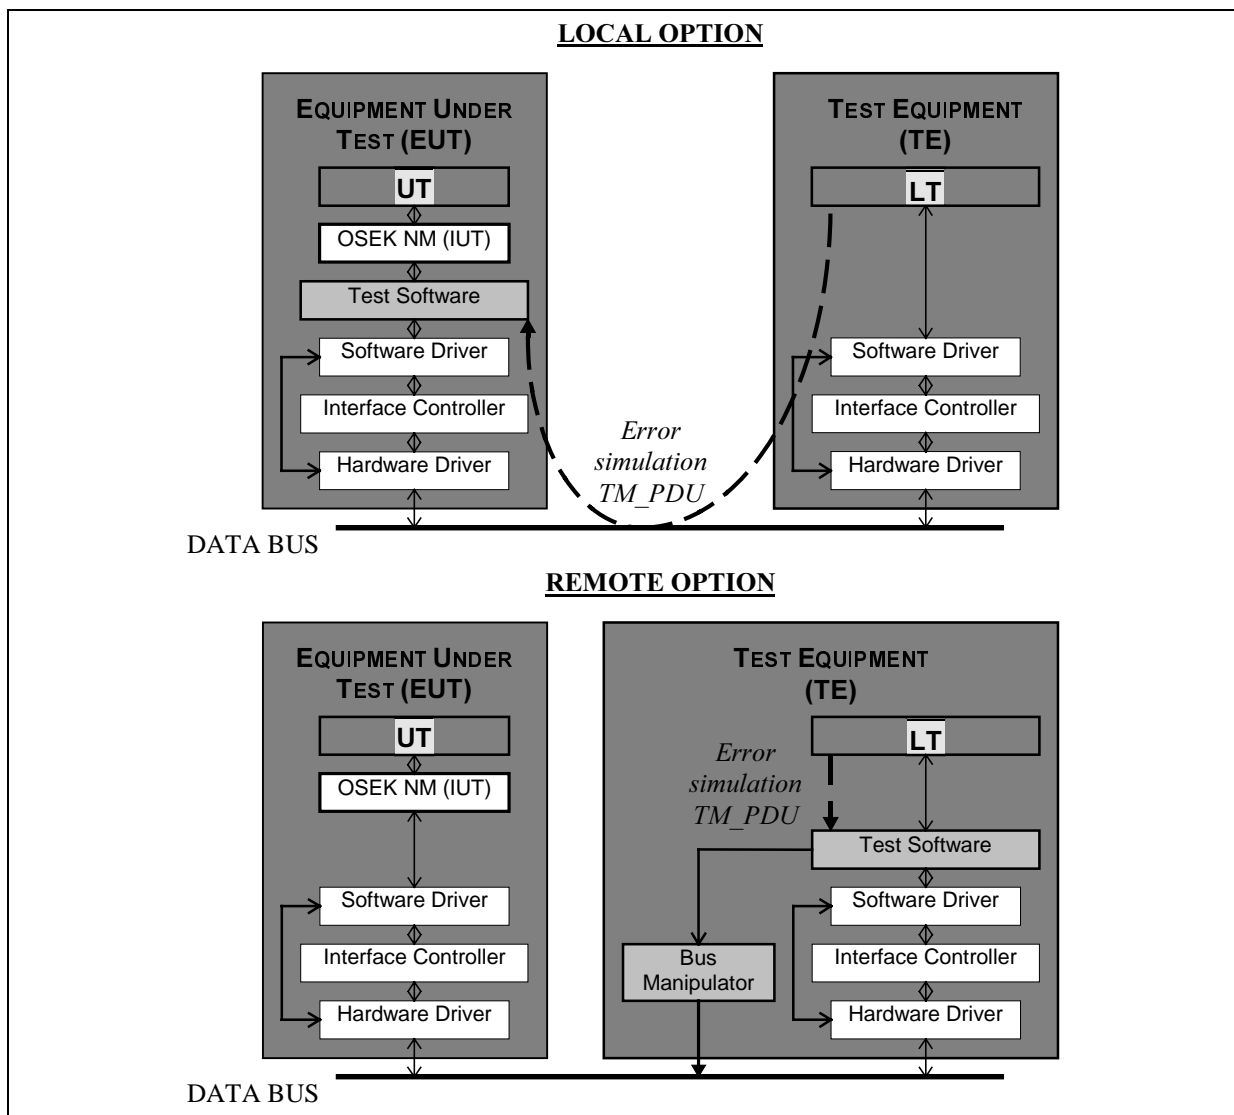 LOCAL OPTION
EQUIPMENT UNDER
TEST (EUT)
UT
OSEK NM (IUT)
Test Software
Software Driver
Interface Controller
Hardware Driver
TEST EQUIPMENT
(TE)
LT
Software Driver
Interface Controller
Hardware Driver
Error
simulation
TM_PDU
DATA BUS
REMOTE OPTION
EQUIPMENT UNDER
TEST (EUT)
UT
OSEK NM (IUT)
Software Driver
Interface Controller
Hardware Driver
TEST EQUIPMENT
(TE)
LT
Error
simulation
TM_PDU
Test Software
Software Driver
Bus
Manipulator
Interface Controller
Hardware Driver
DATA BUS